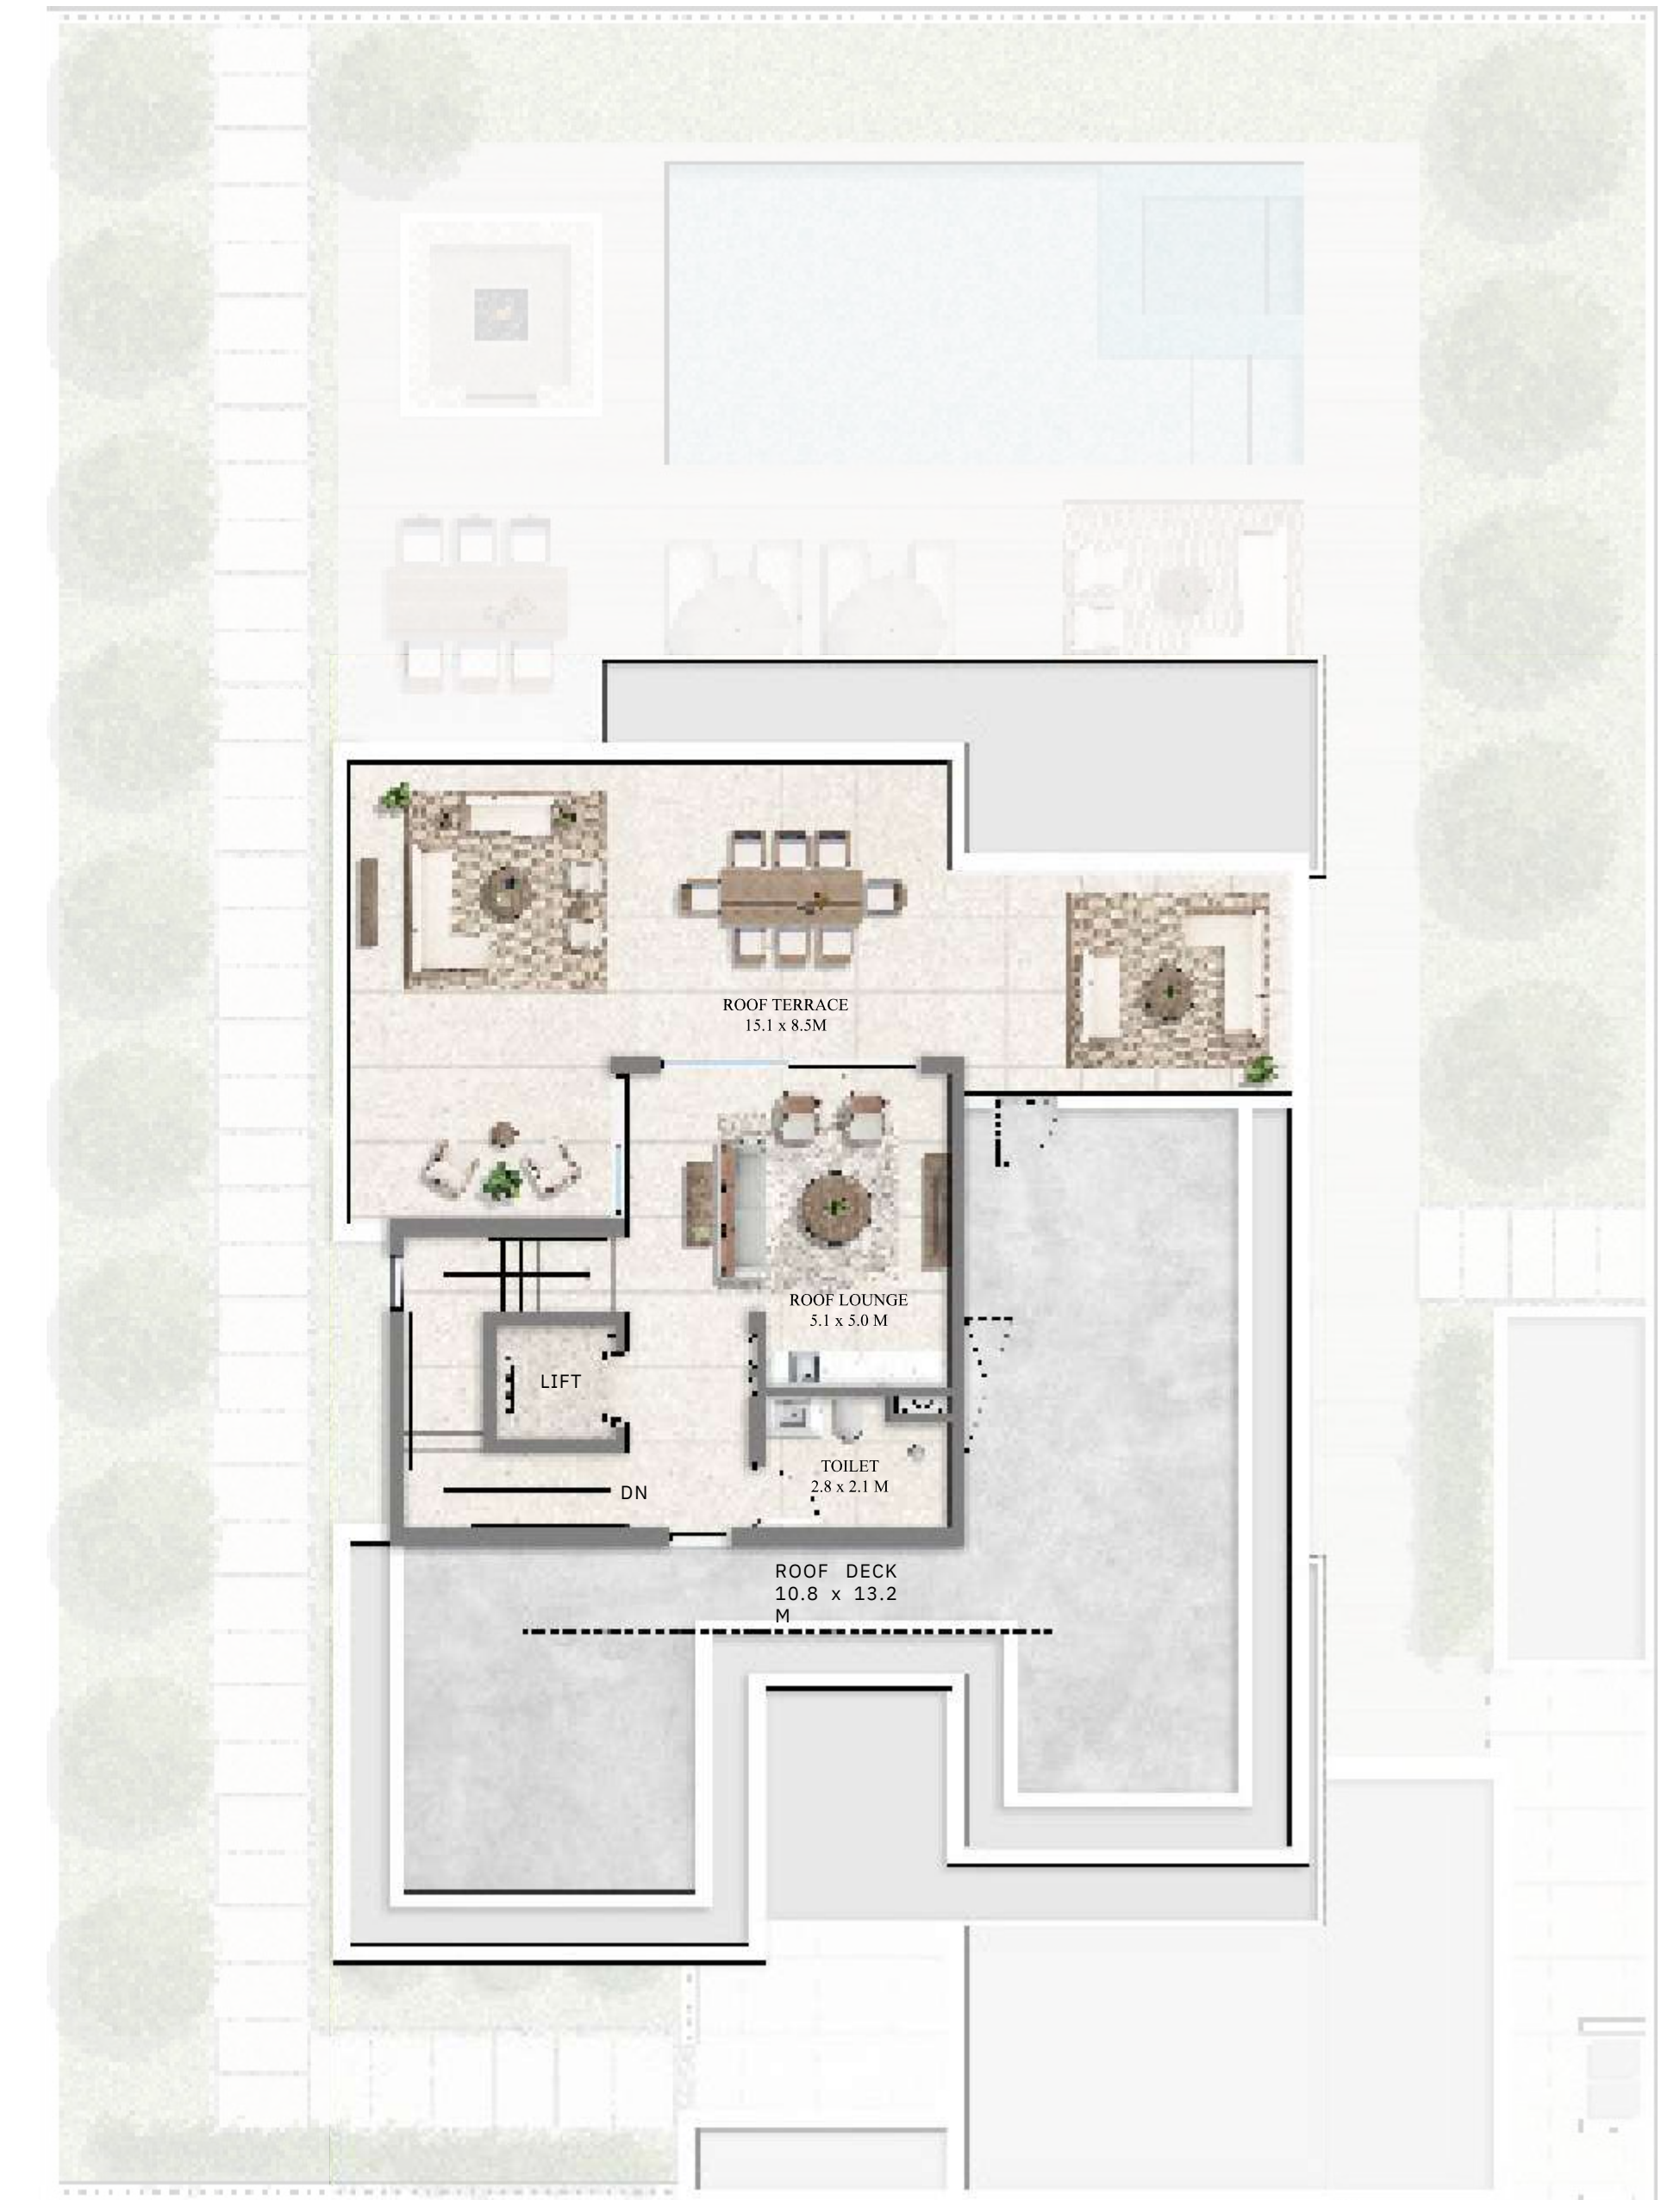 ROOF TERRACE
15.1 x 8.5M
ROOF LOUNGE
5.1 x 5.0 M
LIFT
TOILET
2.8 x 2.1 M
DN
ROOF DECK
10.8 x 13.2
M